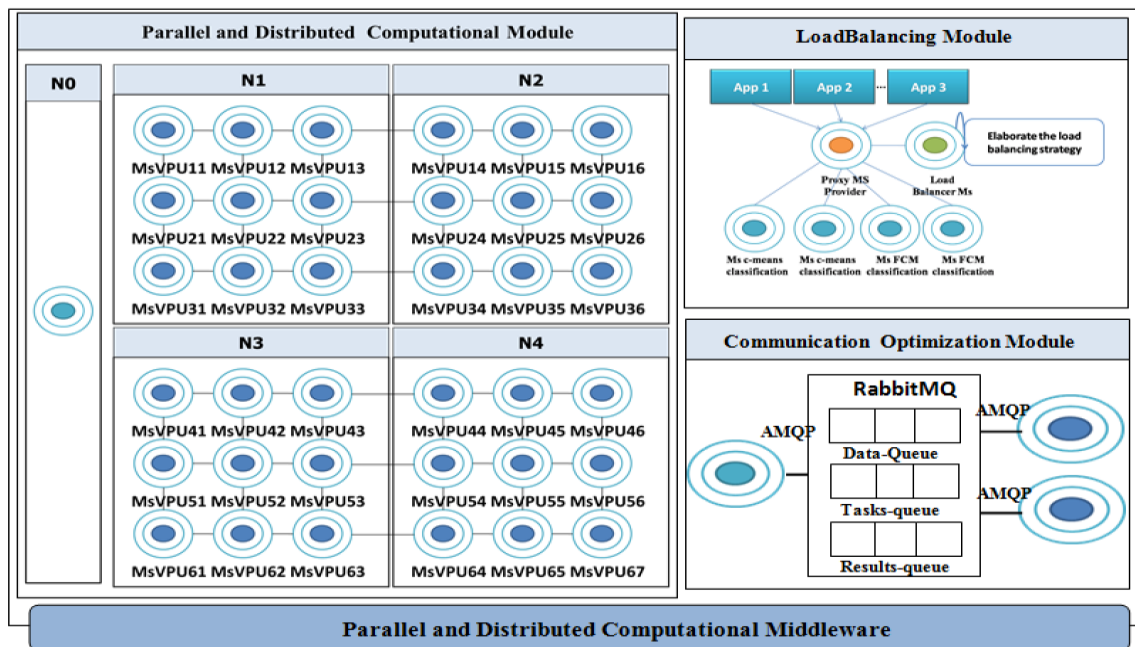 Parallel and Distributed Computational Module
N0
N1
N2
MsVPU11 MsVPU12 MsVPU13 MsVPU14 MsVPU15 MsVPU16
MsVPU21 MsVPU22 MsVPU23 MsVPU24 MsVPU25 MsVPU26
MsVPU31 MsVPU32 MsVPU33 MsVPU34 MsVPU35 MsVPU36
N3
N4
MsVPU41 MsVPU42 MsVPU43 MsVPU44 MsVPU45 MsVPU46
MsVPU51 MsVPU52 MsVPU53 MsVPU54 MsVPU55 MsVPU56
MsVPU61 MsVPU62 MsVPU63 MsVPU64 MsVPU65 MsVPU67
LoadBalancing Module
App 1 App 2 ... App 3
Elaborate the load
balancing strategy
Proxy MS
Provider
Load
Balancer Ms
Ms c-means
classification
Ms c-means
classification
Ms FCM
classification
Ms FCM
classification
Communication Optimization Module
RabbitMQ
AMQP
AMQP
Data-Queue
AMQP
Tasks-queue
Results-queue
Parallel and Distributed Computational Middleware